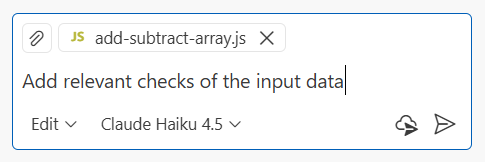 JS add-subtract-array.js
Add relevant checks of the input data
Edit Claude Haiku 4.5